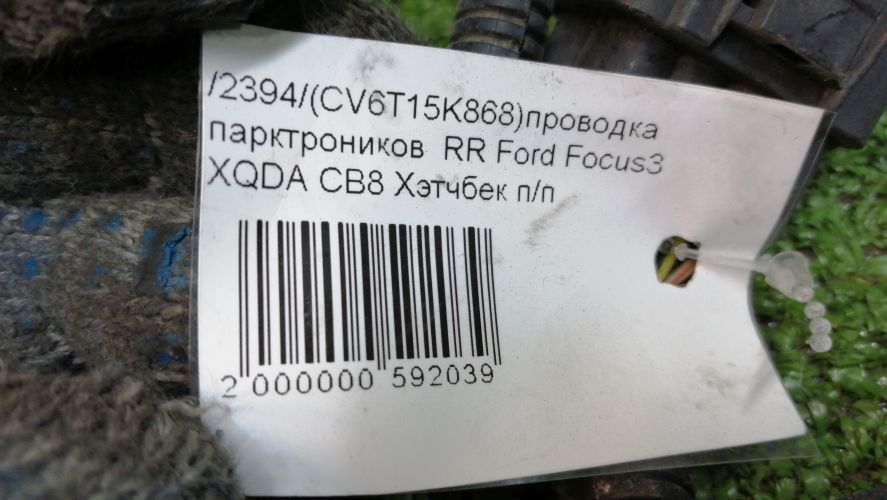 /2394/(CV6T15K868)проводка
парктроников RR Ford Focus3
XQDA CB8 Хэтчбек п/п
2 000000 592039